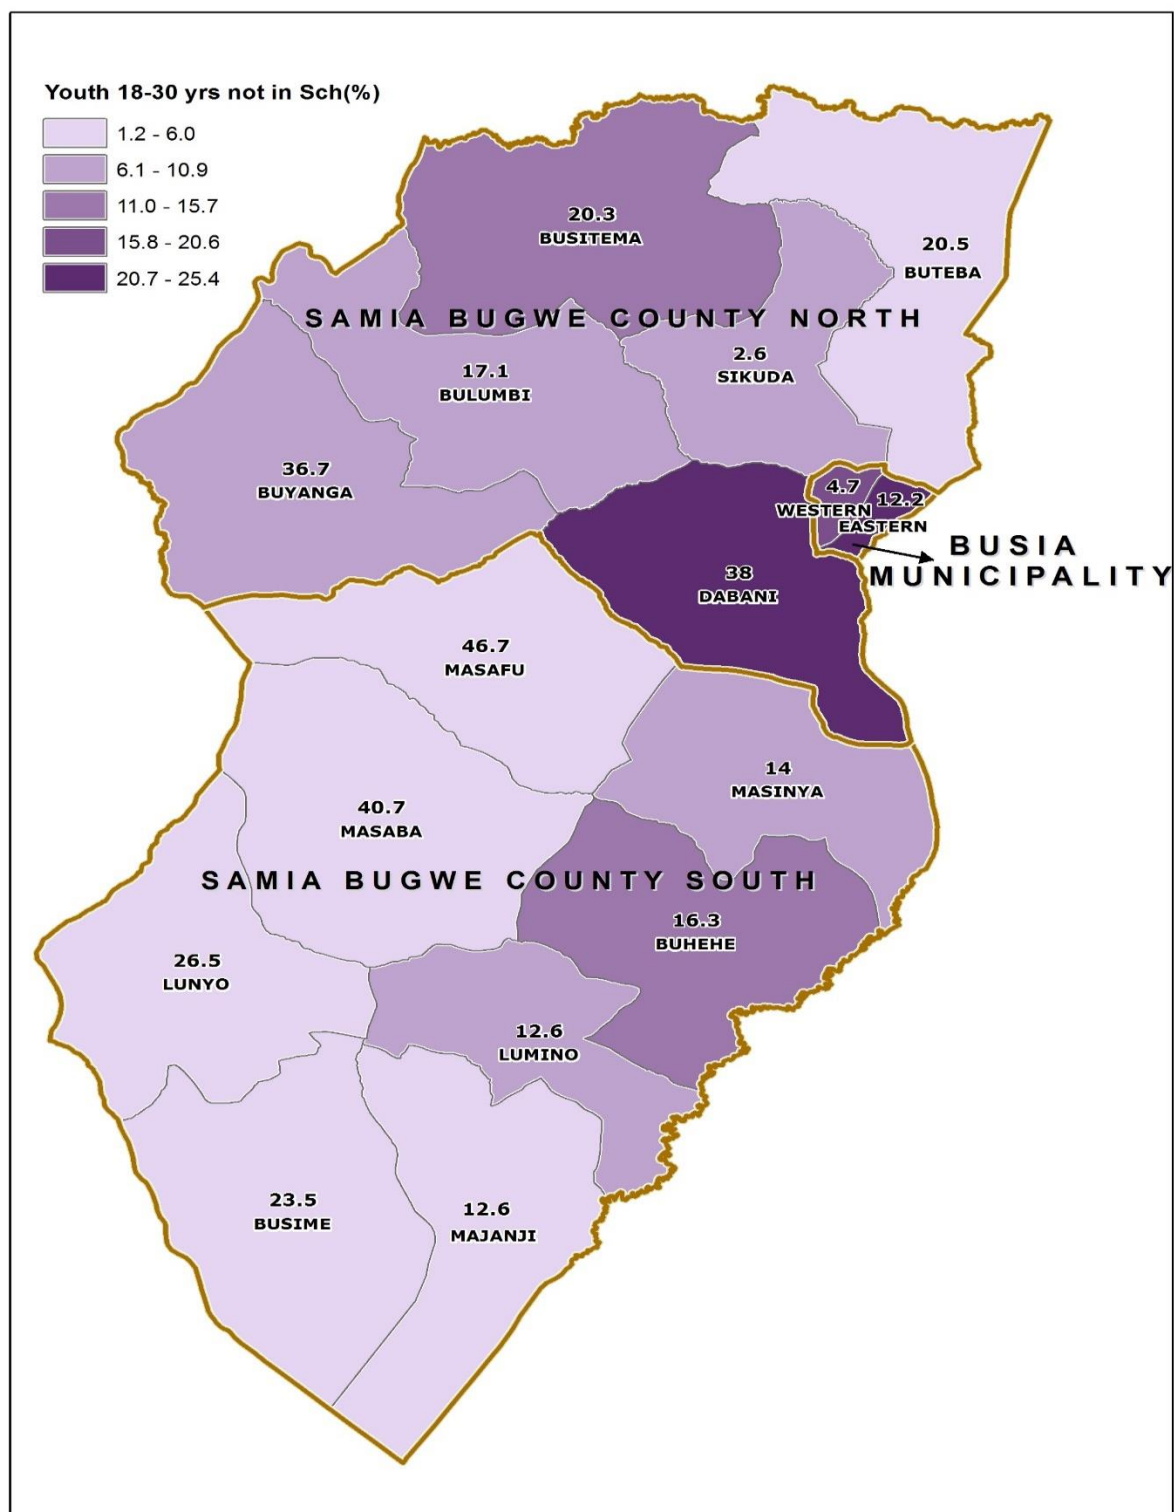 Youth 18-30 yrs not in Sch(%)
1.2 - 6.0
6.1 - 10.9
11.0 - 15.7
15.8 - 20.6
20.7 - 25.4
20.3
BUSITEMA
20.5
BUTEBA
SAMIA BUGWE COUNTY NORTH
2.6
SIKUDA
17.1
BULUMBI
36.7
BUYANGA
4.7
WESTERN
12.2
EASTERN
BUSIA
MUNICIPALITY
38
DABANI
46.7
MASAFU
14
MASINYA
40.7
MASABA
SAMIA BUGWE COUNTY SOUTH
16.3
BUHEHE
26.5
LUNYO
12.6
LUMINO
23.5
BUSIME
12.6
MAJANJI